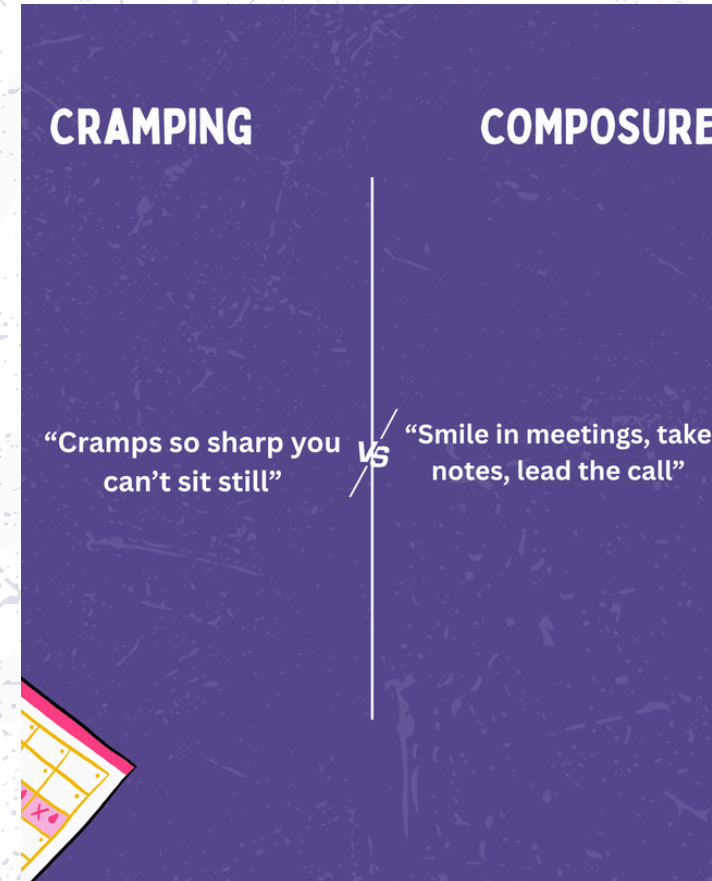 CRAMPING
COMPOSURE
“Cramps so sharp you
can’t sit still”
VS
“Smile in meetings, take
notes, lead the call”